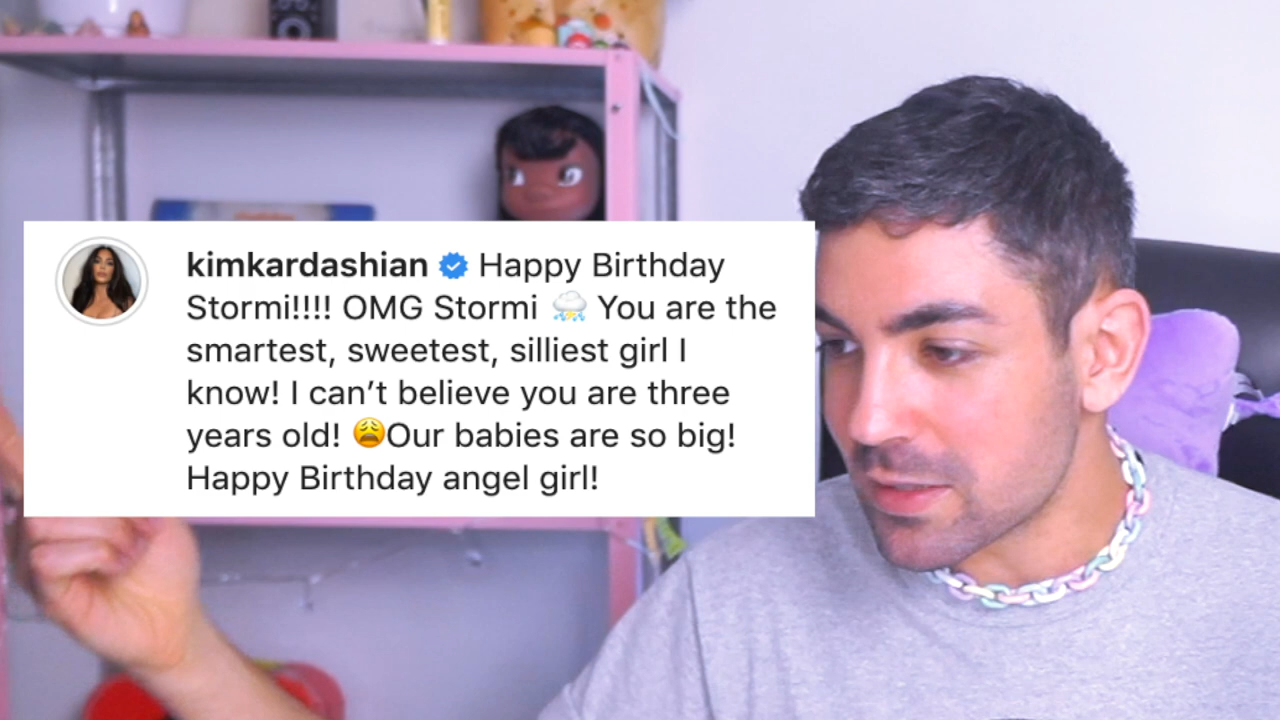 kimkardashian Happy Birthday
Stormi!!!! OMG Stormi ⛈️ You are the
smartest, sweetest, silliest girl I
know! I can’t believe you are three
years old! 😩Our babies are so big!
Happy Birthday angel girl!